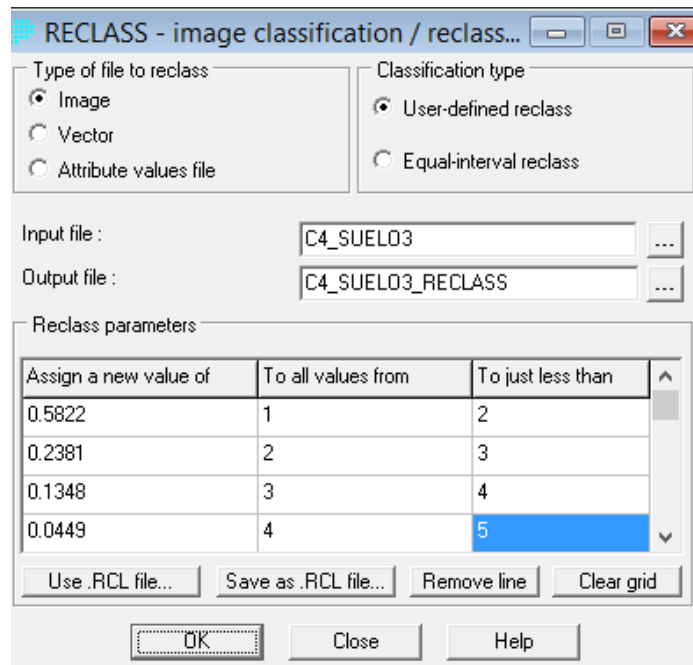 RECLASS - image classification / reclass...
Type of file to reclass
Image
Vector
Attribute values file
Classification type
User-defined reclass
Equal-interval reclass
Input file :
C4_SUELO3
...
Output file :
C4_SUELO3_RECLASS
...
Reclass parameters
Assign a new value of To all values from To just less than
0.5822 1 2
0.2381 2 3
0.1348 3 4
0.0449 4 5
Use .RCL file... Save as .RCL file... Remove line Clear grid
OK Close Help